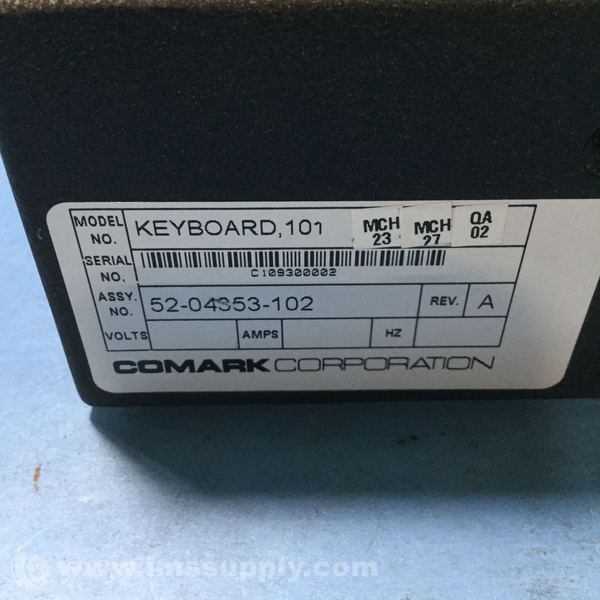 MODEL NO. KEYBOARD,101 MCH 23 MCH 27 QA 02
SERIAL NO. C109300002
ASSY. NO. 52-04353-102 REV. A
VOLTS AMPS HZ
COMARK CORPORATION
www.imssupply.com